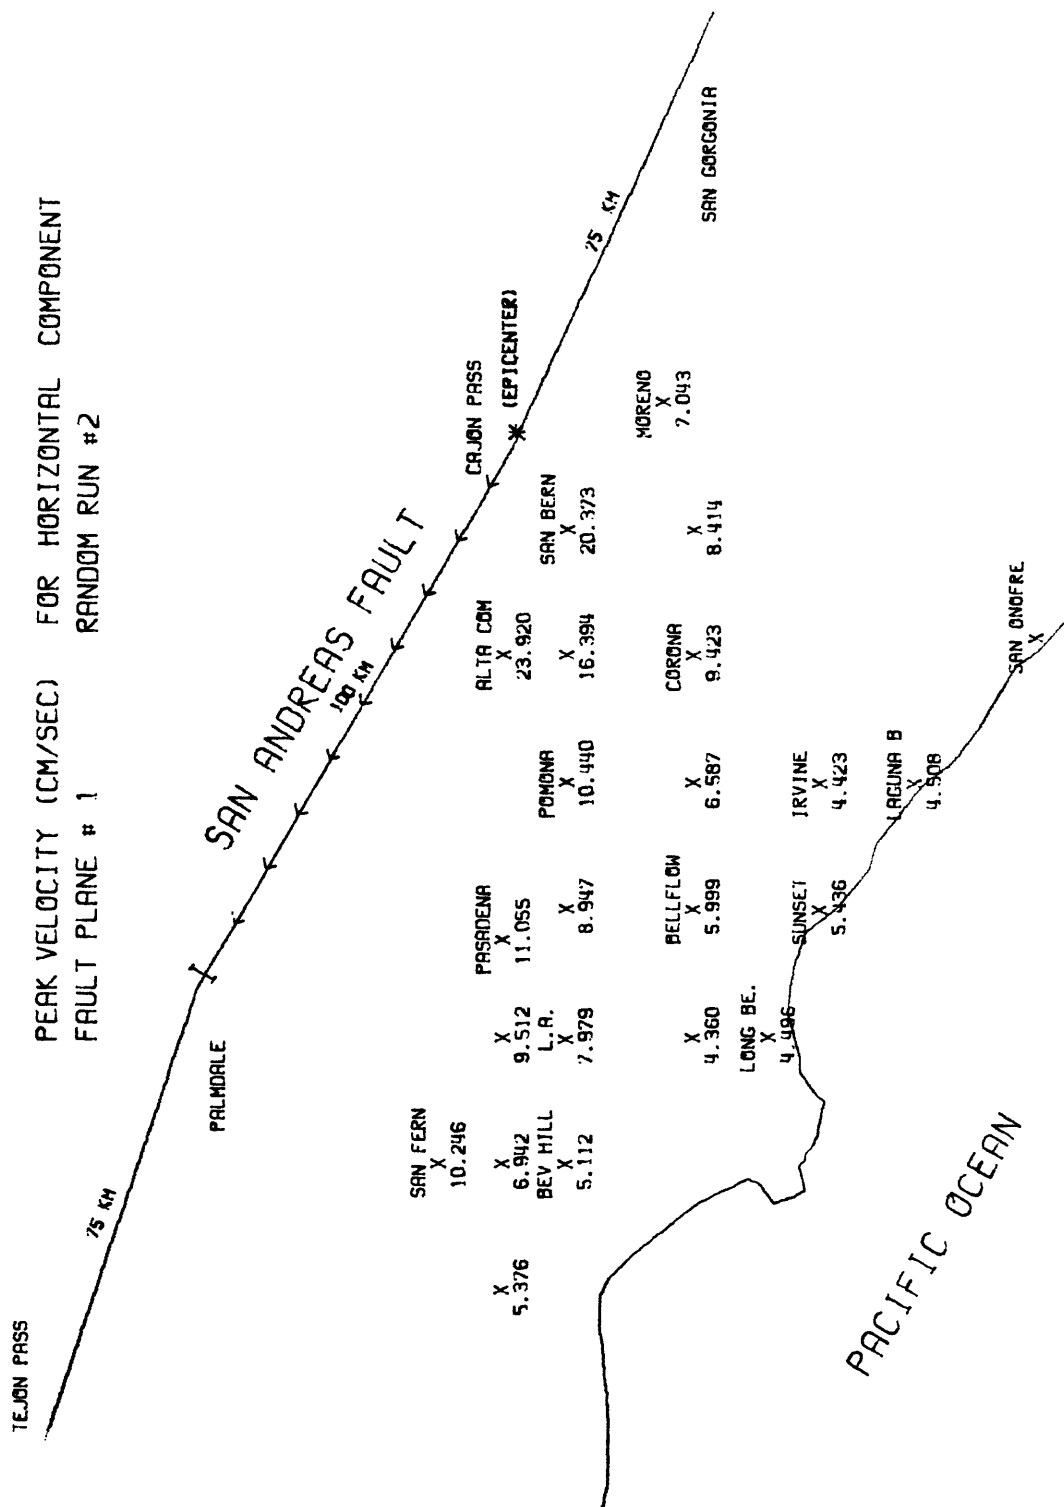 PEAK VELOCITY (CM/SEC) FOR HORIZONTAL COMPONENT
FAULT PLANE # 1 RANDOM RUN #2
TEJON PASS
75 KM
PALMDALE
SAN ANDREAS FAULT
100 KM
CAJON PASS
(EPICENTER)
75 KM
SAN GORGONIA
SAN FERN
X
10.246
X
5.376
X
6.942
X
9.512
PASADENA
X
11.055
ALTA COM
X
23.920
BEV HILL
X
5.112
L.A.
X
7.979
X
8.947
POMONA
X
10.440
X
16.394
SAN BERN
X
20.373
MORENO
X
7.043
X
4.360
BELLFLOW
X
5.999
X
6.587
CORONA
X
9.423
X
8.414
LONG BE.
X
4.496
SUNSET
X
5.436
IRVINE
X
4.423
LAGUNA B
X
4.508
SAN ONOFRE
X
PACIFIC OCEAN